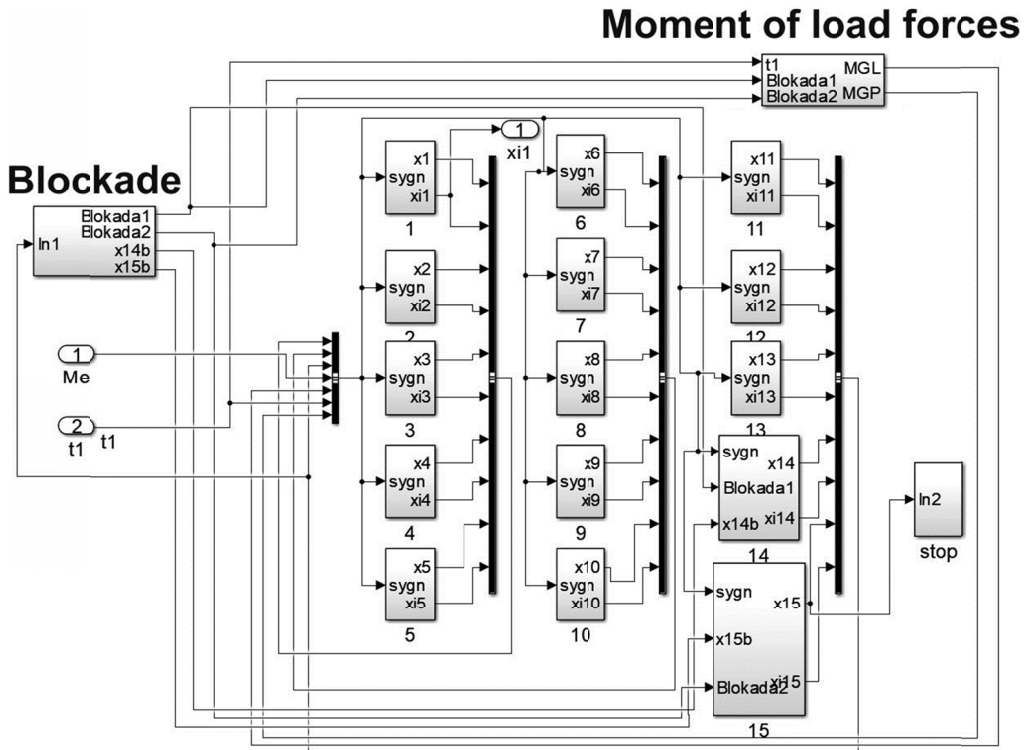 Moment of load forces
t1
MGL
Blokada1
MGP
Blokada2
Blockade
In1
Blokada1
Blokada2
x14b
x15b
1
Me
2
t1
t1
1
xi1
x1
sygn
xi1
1
x2
sygn
xi2
2
x3
sygn
xi3
3
x4
sygn
xi4
4
x5
sygn
xi5
5
x6
sygn
xi6
6
x7
sygn
xi7
7
x8
sygn
xi8
8
x9
sygn
xi9
9
x10
sygn
xi10
10
x11
sygn
xi11
11
x12
sygn
xi12
12
x13
sygn
xi13
13
sygn
x14
Blokada1
x14b
xi14
14
sygn
x15
x15b
Blokada2
xi15
15
In2
stop